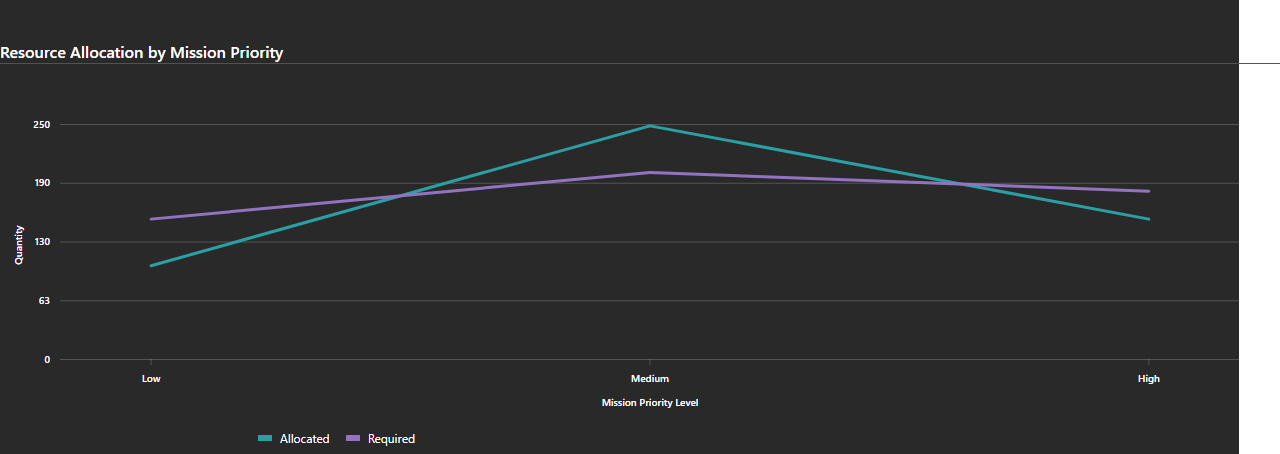 Resource Allocation by Mission Priority
250
190
130
63
0
Quantity
Low Medium High
Mission Priority Level
Allocated Required